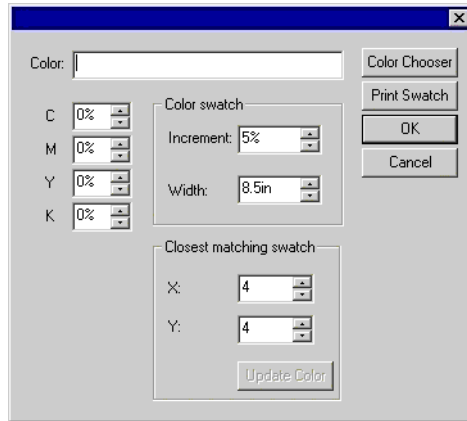 Color:
Color Chooser
Print Swatch
OK
Cancel
C 0%
M 0%
Y 0%
K 0%
Color swatch
Increment: 5%
Width: 8.5in
Closest matching swatch
X: 4
Y: 4
Update Color